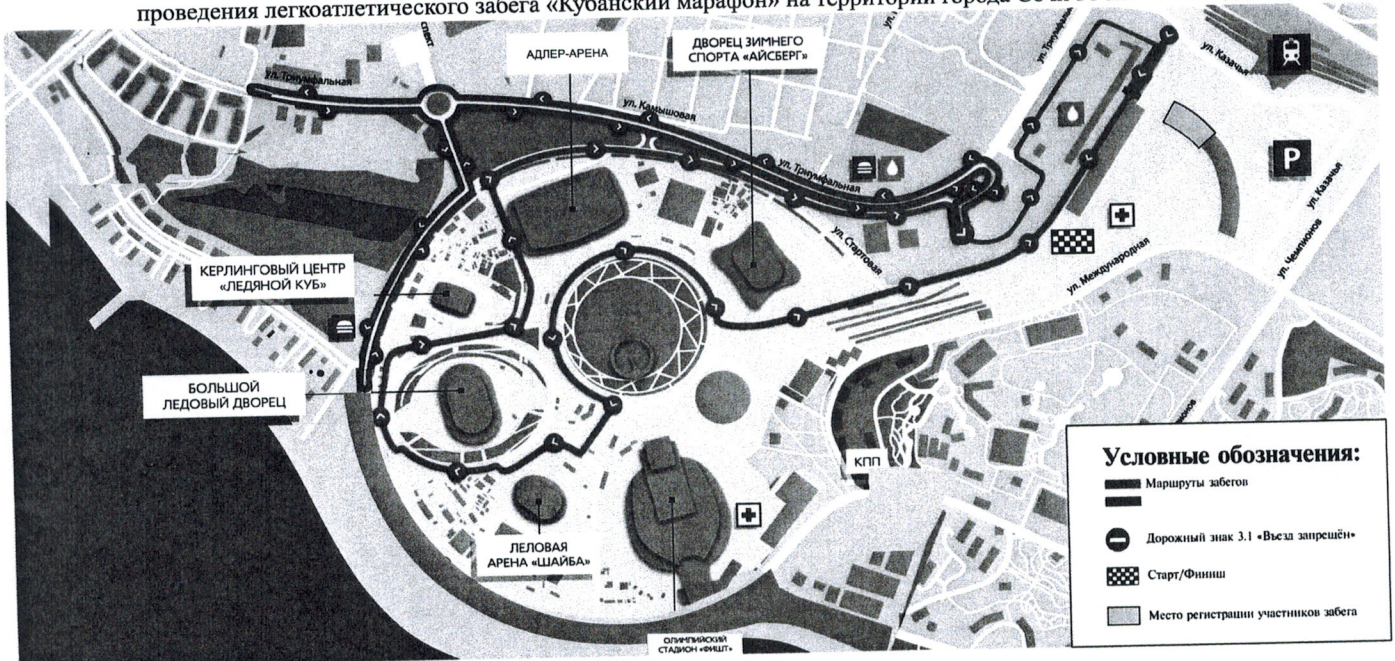 проведения легкоатлетического забега «Кубанский марафон» на территории города
АДЛЕР-АРЕНА
ДВОРЕЦ ЗИМНЕГО
СПОРТА «АЙСБЕРГ»
ул. Казачья
ул. Триумфальная
ул. Камышовая
ул. Триумфальная
P
ул. Казачья
ул. Чемпионов
ул. Стартовая
ул. Международная
КЕРЛИНГОВЫЙ ЦЕНТР
«ЛЕДЯНОЙ КУБ»
БОЛЬШОЙ
ЛЕДОВЫЙ ДВОРЕЦ
КПП
ЛЕЛОВАЯ
АРЕНА «ШАЙБА»
ОЛИМПИЙСКИЙ
СТАДИОН «ФИШТ»
Условные обозначения:
Маршруты забегов
Дорожный знак 3.1 «Въезд запрещён»
Старт/Финиш
Место регистрации участников забега